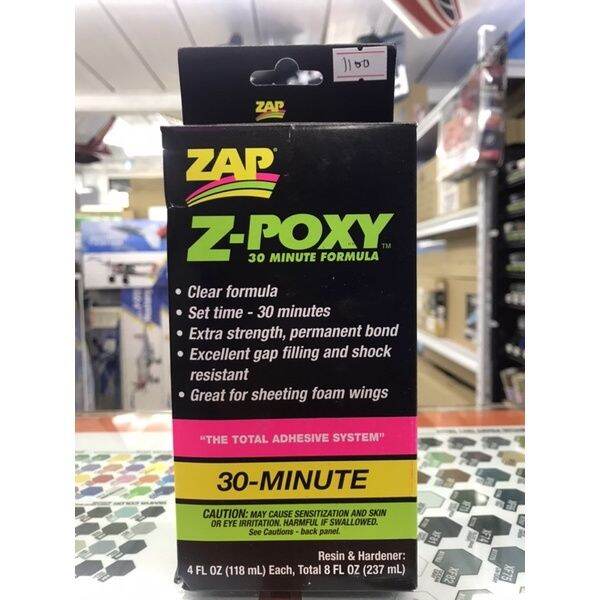 1100
ZAP
ZAP
Z-POXY™
30 MINUTE FORMULA
• Clear formula
• Set time - 30 minutes
• Extra strength, permanent bond
• Excellent gap filling and shock
resistant
• Great for sheeting foam wings
"THE TOTAL ADHESIVE SYSTEM"
30-MINUTE
CAUTION: MAY CAUSE SENSITIZATION AND SKIN
OR EYE IRRITATION. HARMFUL IF SWALLOWED.
See Cautions - back panel.
Resin & Hardener:
4 FL OZ (118 mL) Each, Total 8 FL OZ (237 mL)